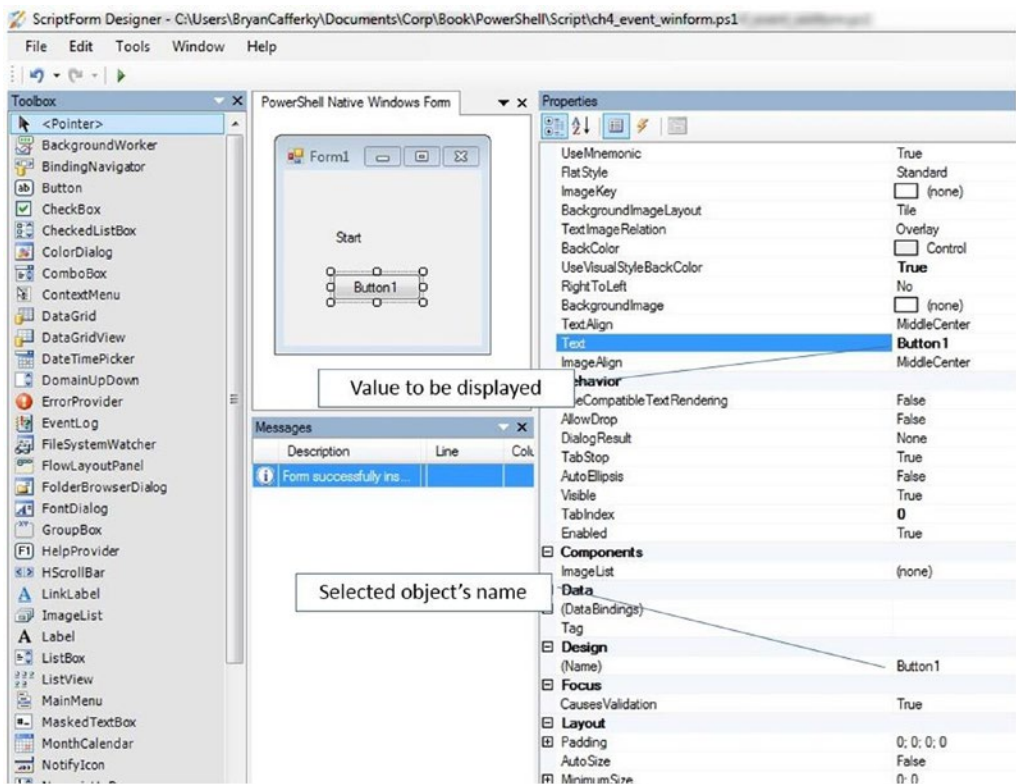 ScriptForm Designer - C:\Users\BryanCafferky\Documents\Corp\Book\PowerShell\Script\ch4_event_winform.ps1
File Edit Tools Window Help
Toolbox
<Pointer>
BackgroundWorker
BindingNavigator
Button
CheckBox
CheckedListBox
ColorDialog
ComboBox
ContextMenu
DataGrid
DataGridView
DateTimePicker
DomainUpDown
ErrorProvider
EventLog
FileSystemWatcher
FlowLayoutPanel
FolderBrowserDialog
FontDialog
GroupBox
HelpProvider
HScrollBar
LinkLabel
ImageList
Label
ListBox
ListView
MainMenu
MaskedTextBox
MonthCalendar
NotifyIcon
PowerShell Native Windows Form
Form1
Start
Button1
Value to be displayed
Messages
Description Line Colu
Form successfully ins...
Selected object's name
Properties
UseMnemonic True
FlatStyle Standard
ImageKey (none)
BackgroundImageLayout Tile
TextImageRelation Overlay
BackColor Control
UseVisualStyleBackColor True
RightToLeft No
BackgroundImage (none)
TextAlign MiddleCenter
Text Button1
ImageAlign MiddleCenter
ehavior
eCompatibleTextRendering False
AllowDrop False
DialogResult None
TabStop True
AutoEllipsis False
Visible True
TabIndex 0
Enabled True
Components
ImageList (none)
Data
(DataBindings)
Tag
Design
(Name) Button1
Focus
CausesValidation True
Layout
Padding 0; 0; 0; 0
AutoSize False
MinimumSize 0; 0